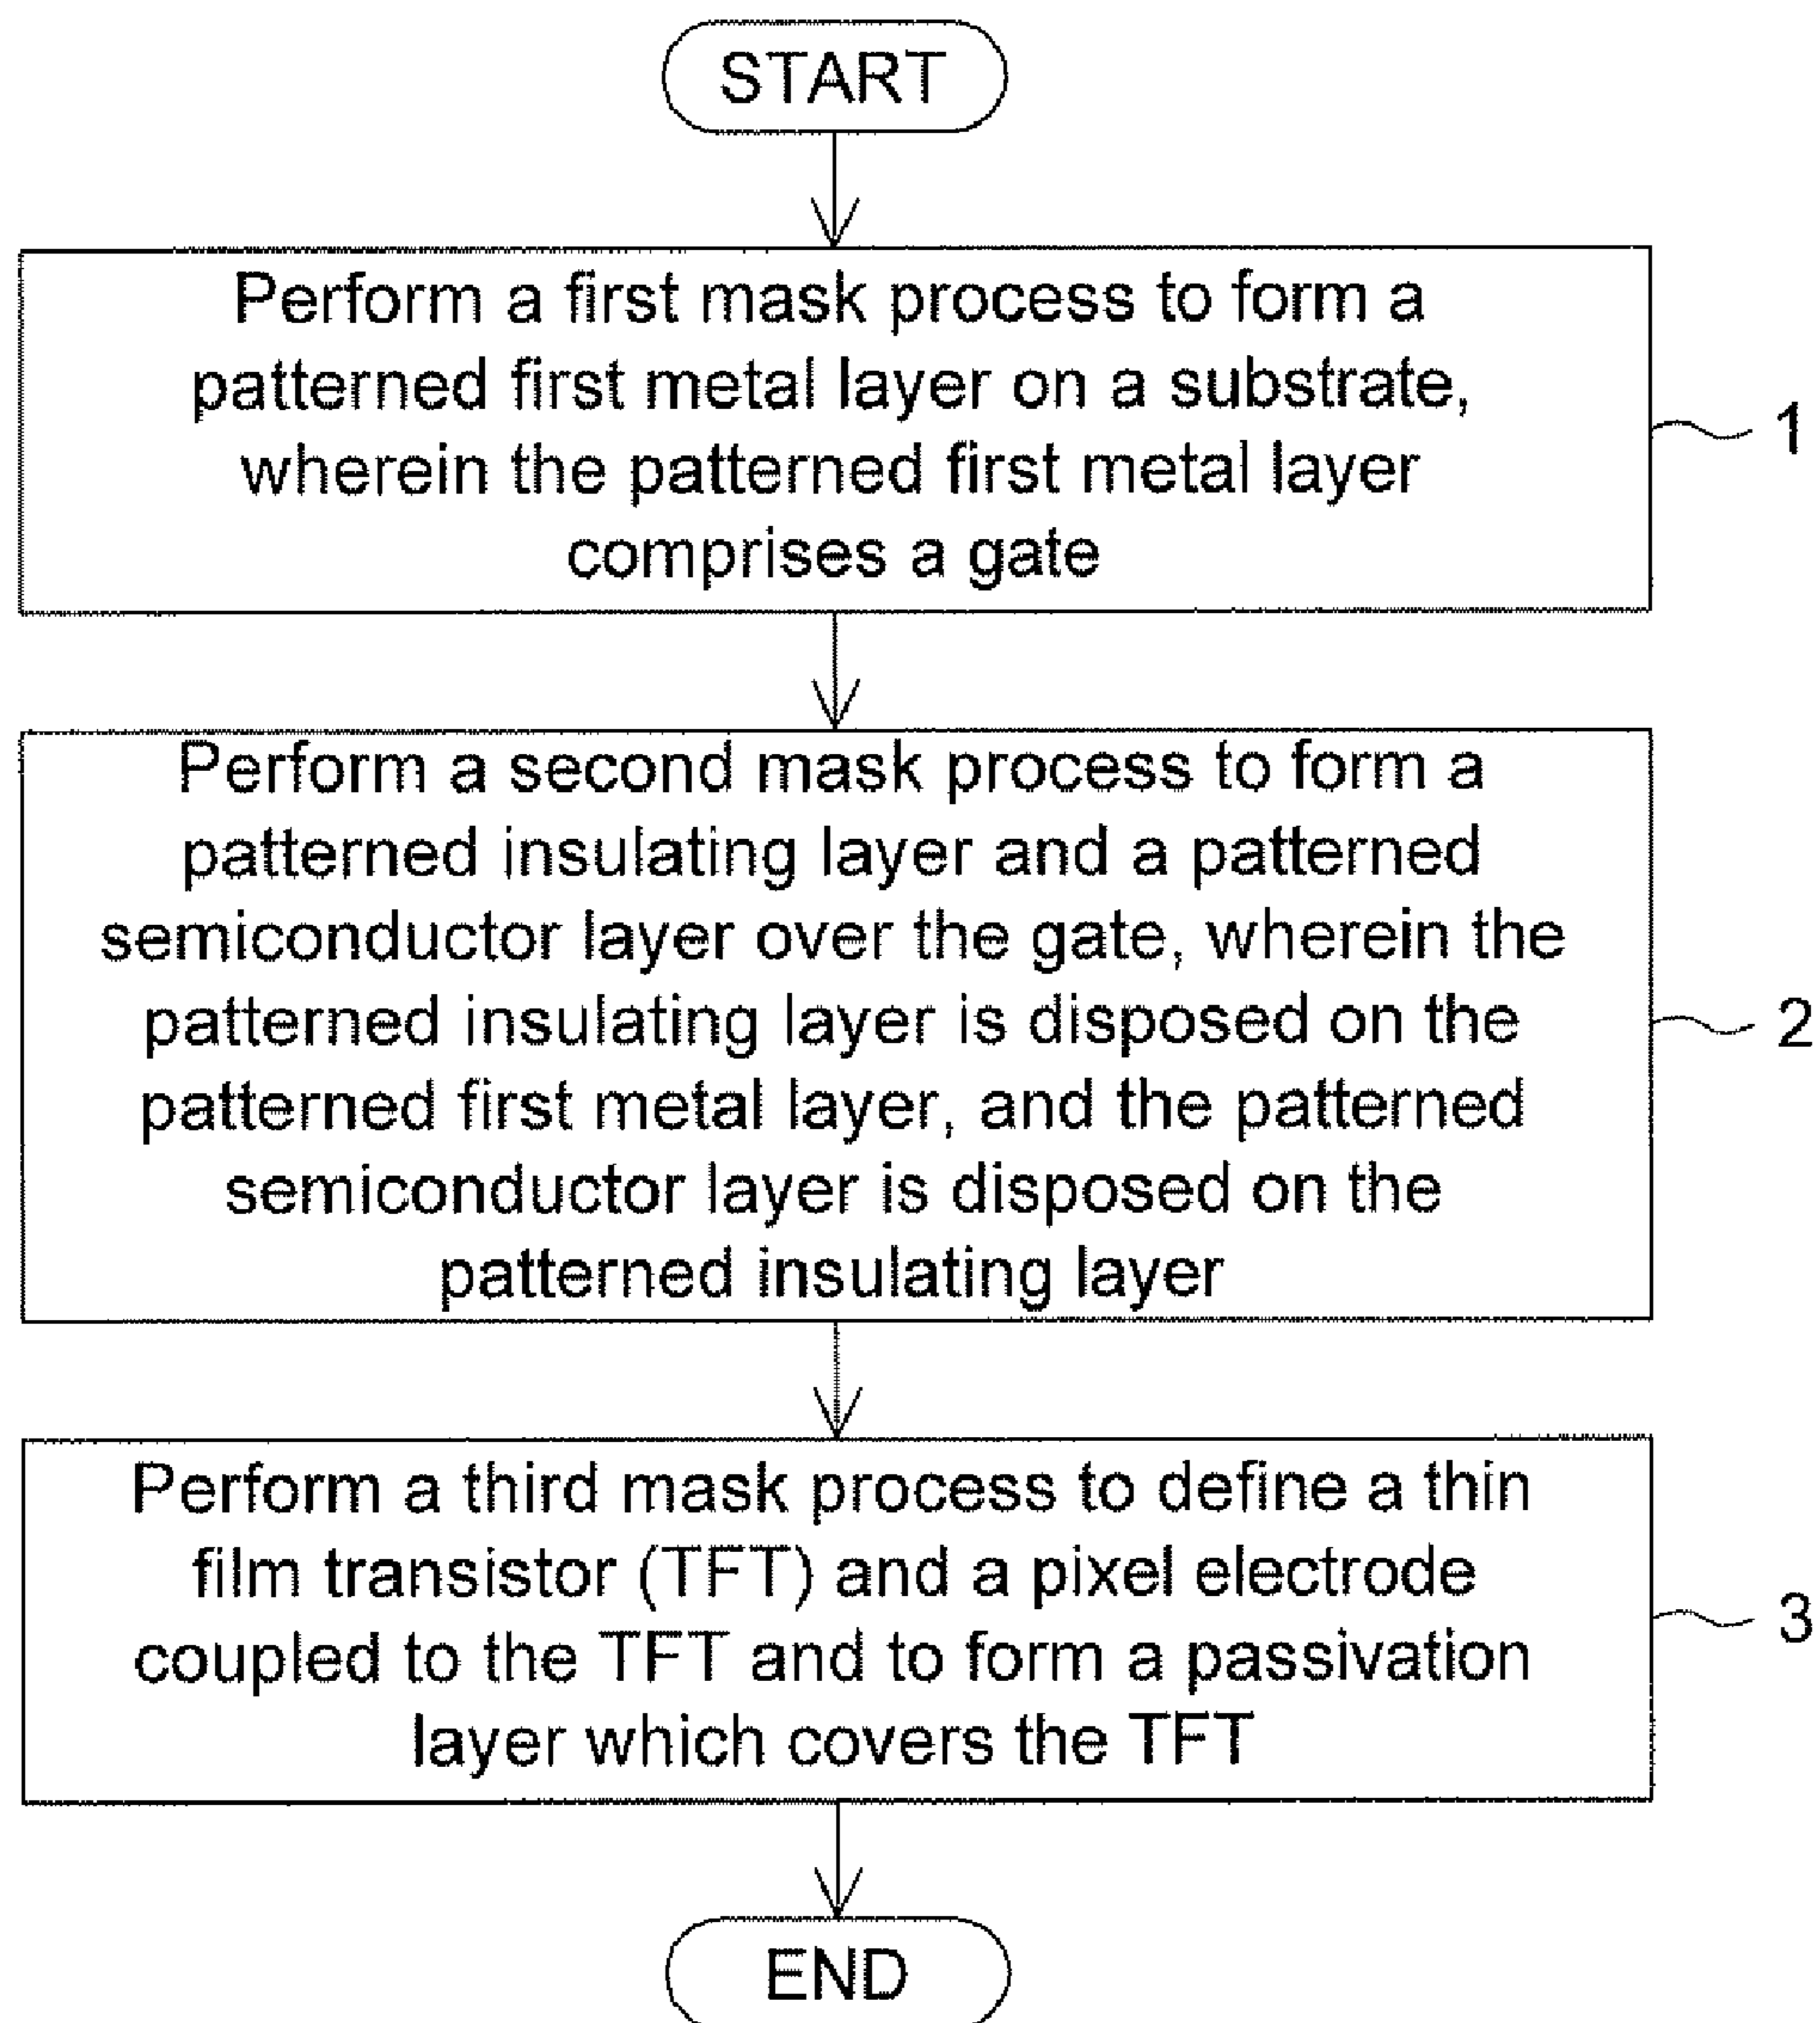 START
Perform a first mask process to form a
patterned first metal layer on a substrate,
wherein the patterned first metal layer
comprises a gate
1
Perform a second mask process to form a
patterned insulating layer and a patterned
semiconductor layer over the gate, wherein the
patterned insulating layer is disposed on the
patterned first metal layer, and the patterned
semiconductor layer is disposed on the
patterned insulating layer
2
Perform a third mask process to define a thin
film transistor (TFT) and a pixel electrode
coupled to the TFT and to form a passivation
layer which covers the TFT
3
END